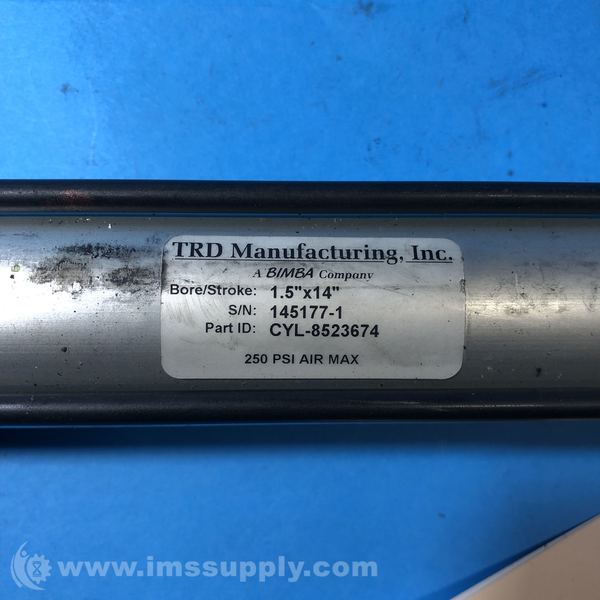 TRD Manufacturing, Inc.
A BIMBA Company
Bore/Stroke: 1.5"x14"
S/N: 145177-1
Part ID: CYL-8523674
250 PSI AIR MAX
www.imssupply.com